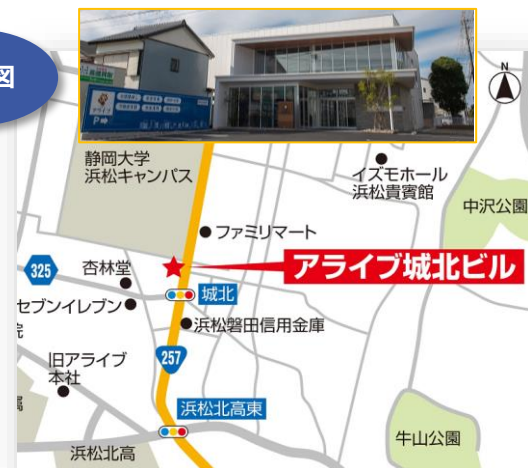 図
N
静岡大学
浜松キャンパス
イズモホール
浜松貴賓館
中沢公園
ファミリマート
アライブ城北ビル
325
杏林堂
城北
セブンイレブン
浜松磐田信用金庫
院
旧アライブ
本社
257
属
浜松北高東
浜松北高
牛山公園
P